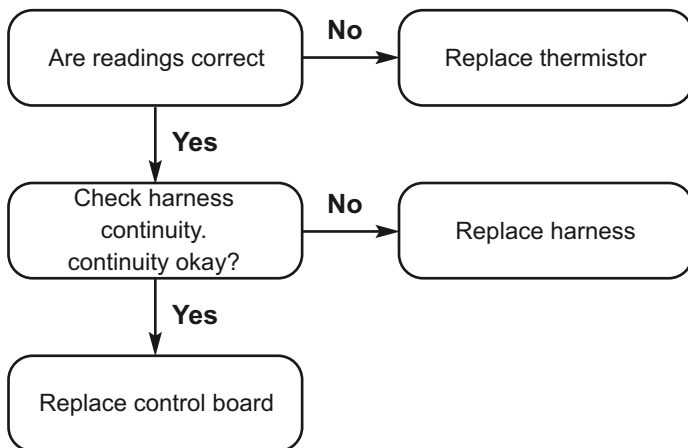 Are readings correct
No
Replace thermistor
Yes
Check harness
continuity.
continuity okay?
No
Replace harness
Yes
Replace control board